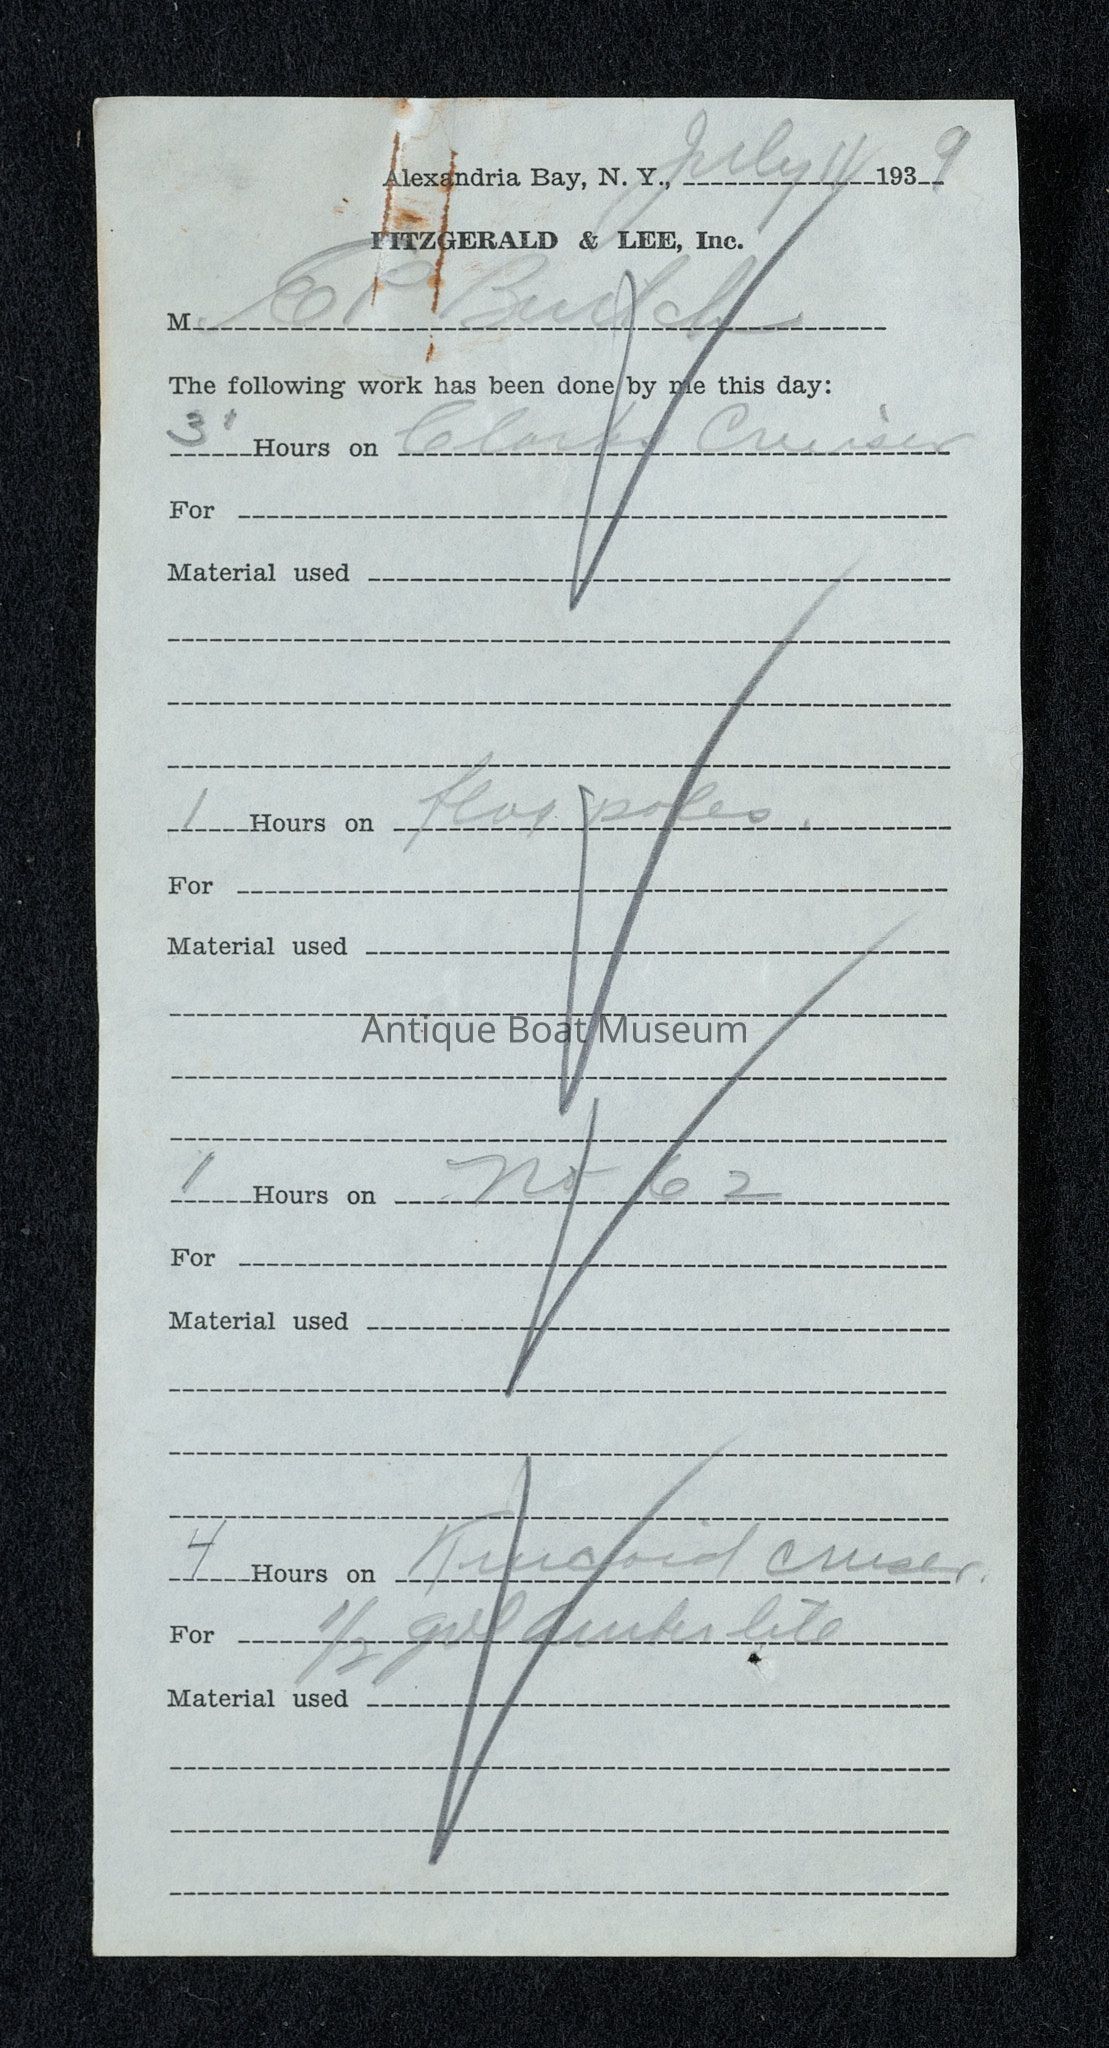 Alexandria Bay, N. Y., July 11 1939
FITZGERALD & LEE, Inc.
M. E P
The following work has been done by me this day:
3 Hours on Clarks Cruiser
For
Material used
1 Hours on flag poles.
For
Material used
Antique Boat Museum
1 Hours on No 62
For
Material used
4 Hours on Kincaid cruser.
For 1/2 gal amberlite
Material used